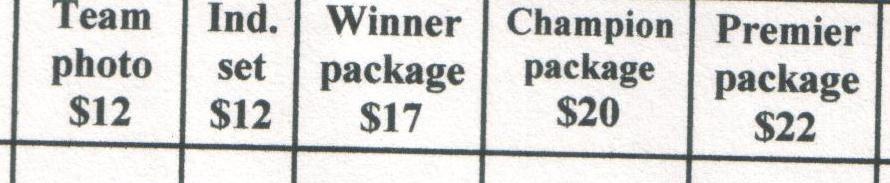 Team
photo
$12
Ind.
set
$12
Winner
package
$17
Champion
package
$20
Premier
package
$22